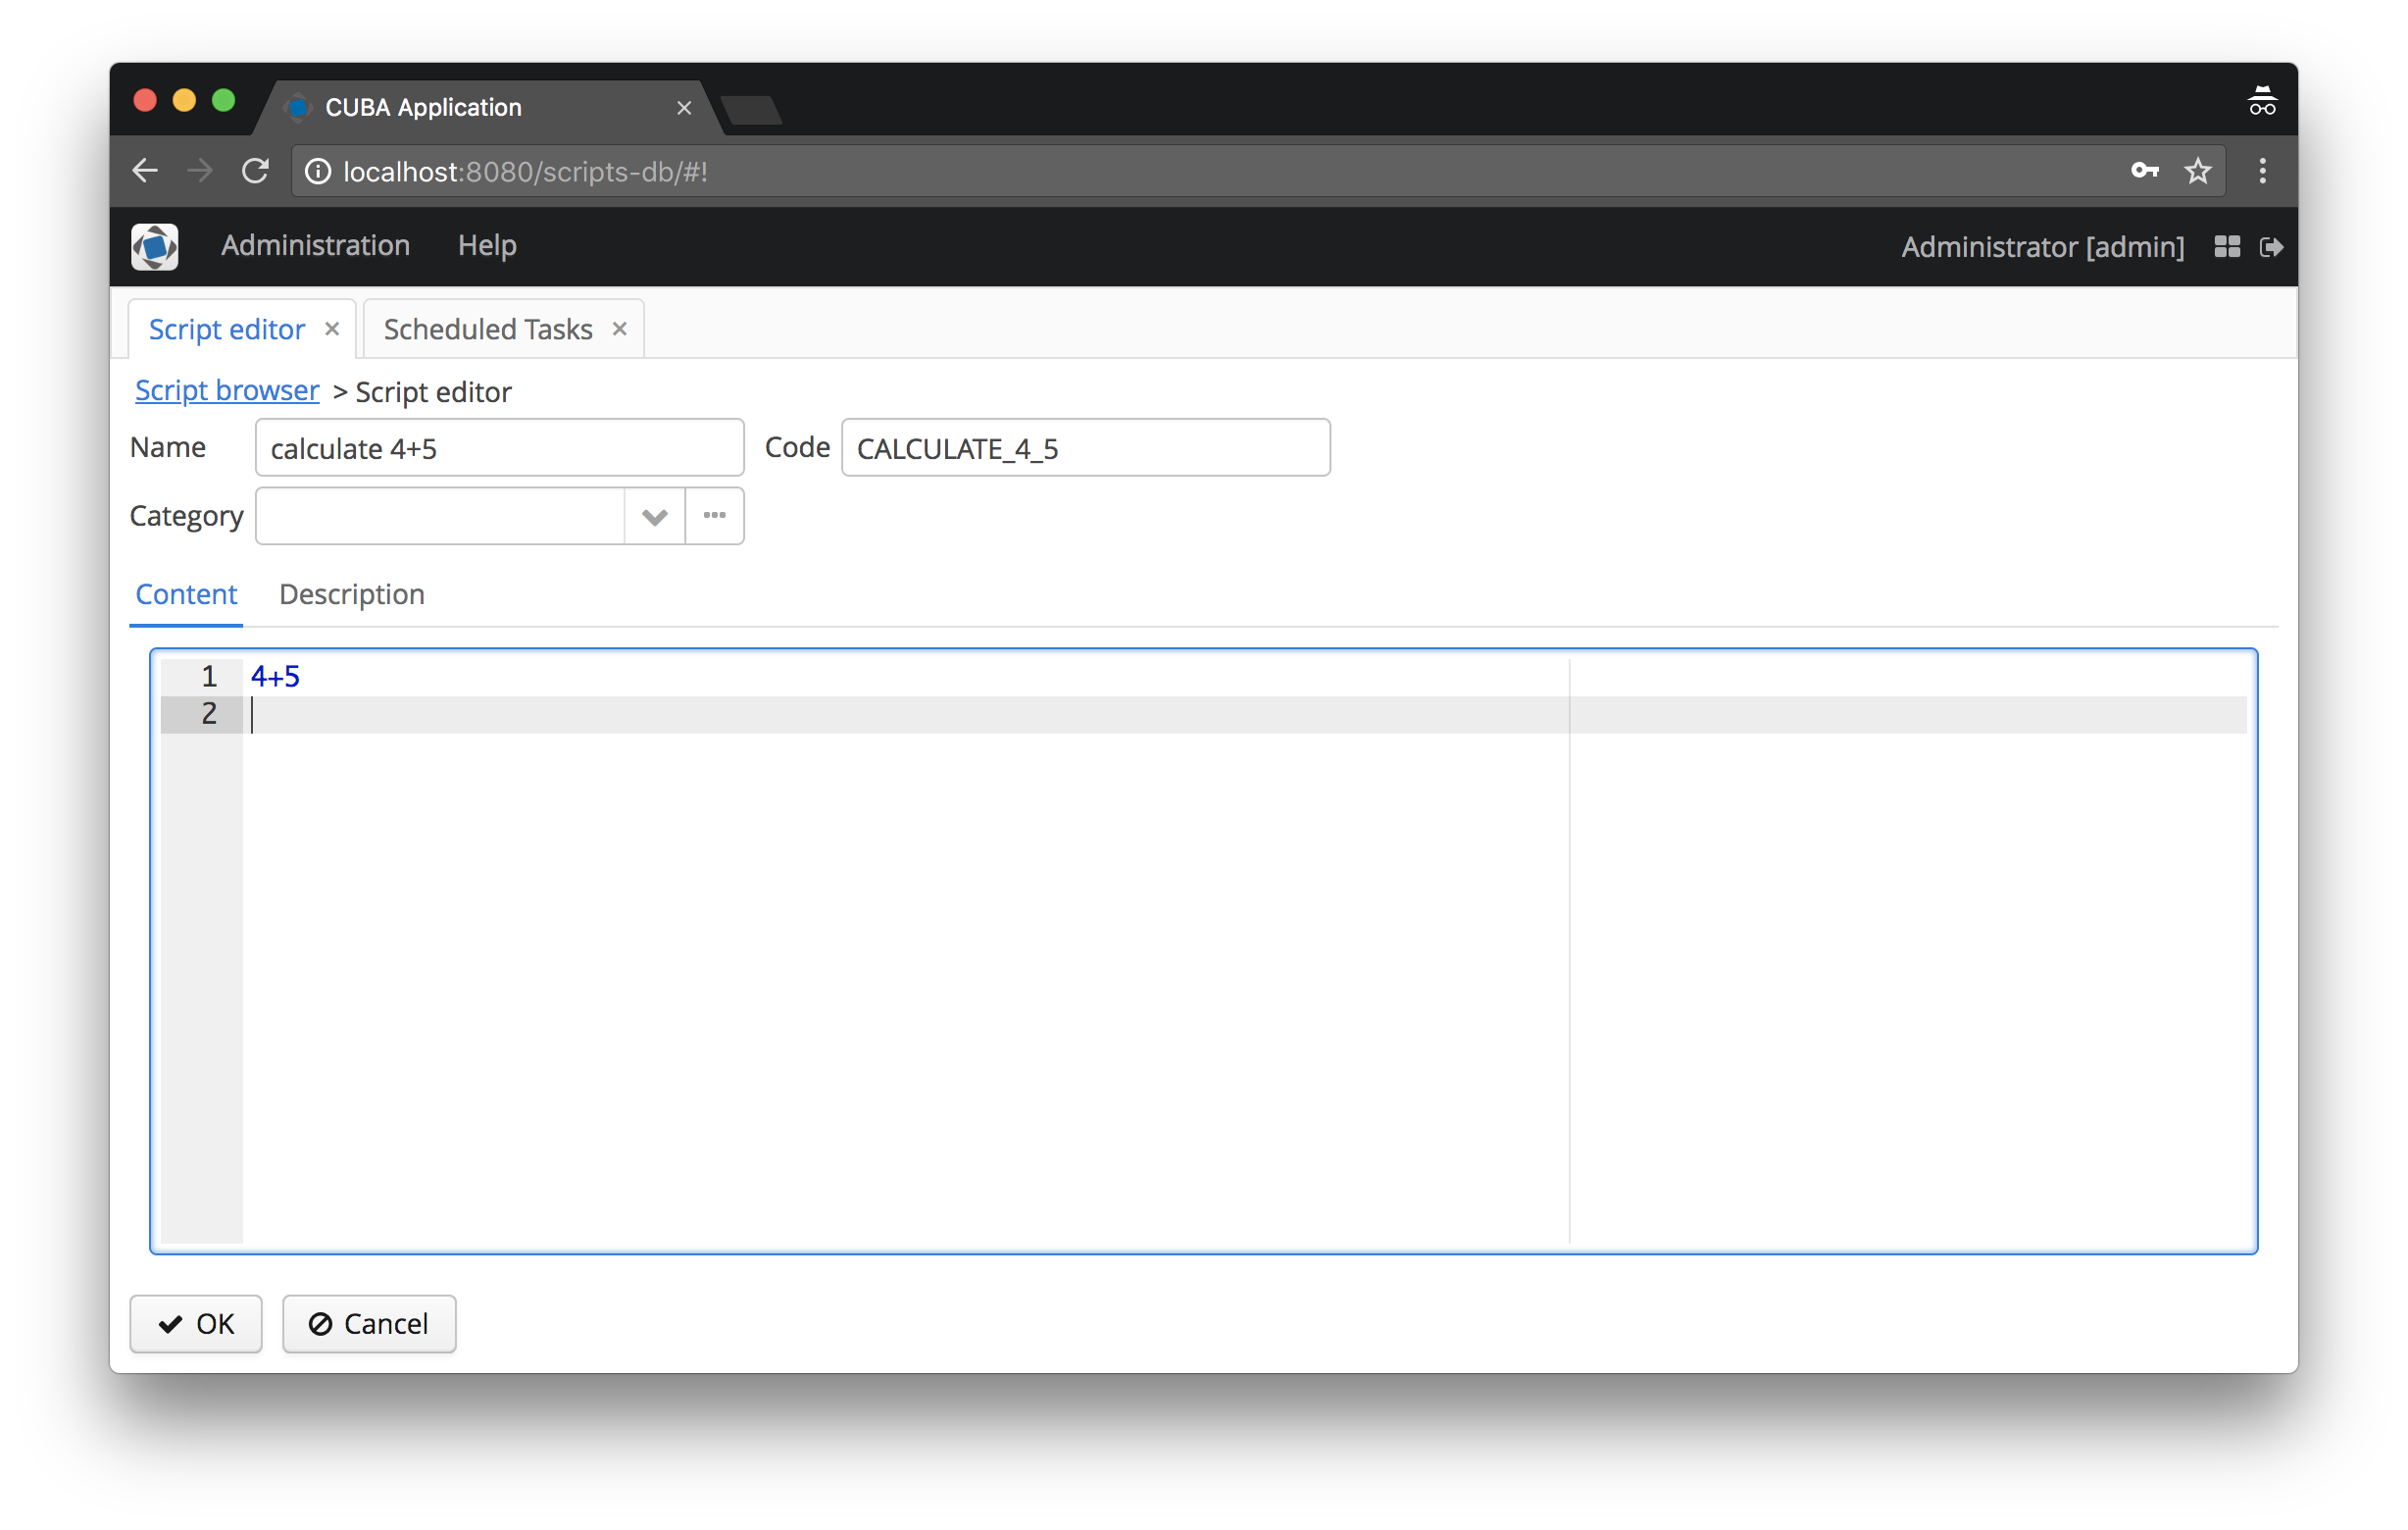 CUBA Application
localhost:8080/scripts-db/#!
Administration Help Administrator [admin]
Script editor Scheduled Tasks
Script browser > Script editor
Name calculate 4+5 Code CALCULATE_4_5
Category
Content Description
1 4+5
2
OK Cancel